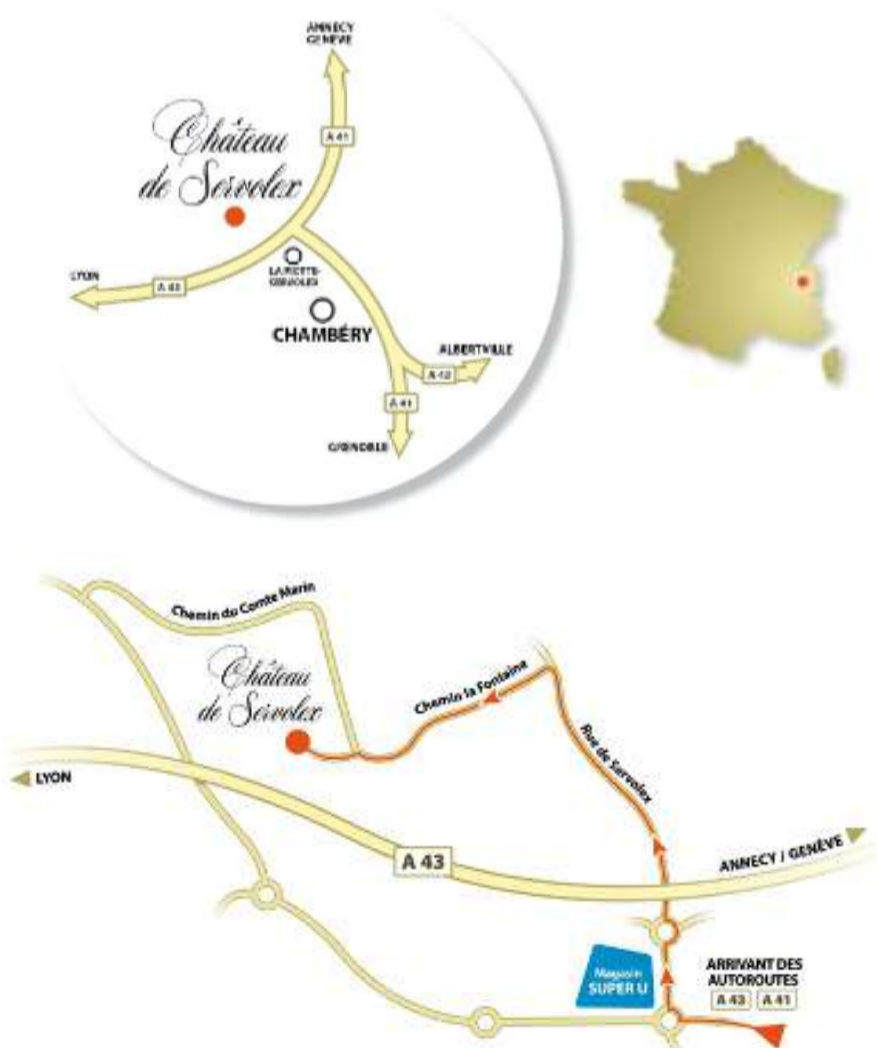 ANNECY
GENÈVE
A 41
Château
de Servolex
LYON
A 43
LA MOTTE-
SERVOLEX
CHAMBÉRY
ALBERTVILLE
A 43
A 41
GRENOBLE
Chemin du Comte Marin
Château
de Servolex
Chemin la Fontaine
Rue de Servolex
LYON
A 43
ANNECY / GENÈVE
Magasin
SUPER U
ARRIVANT DES
AUTOROUTES
A 43 A 41